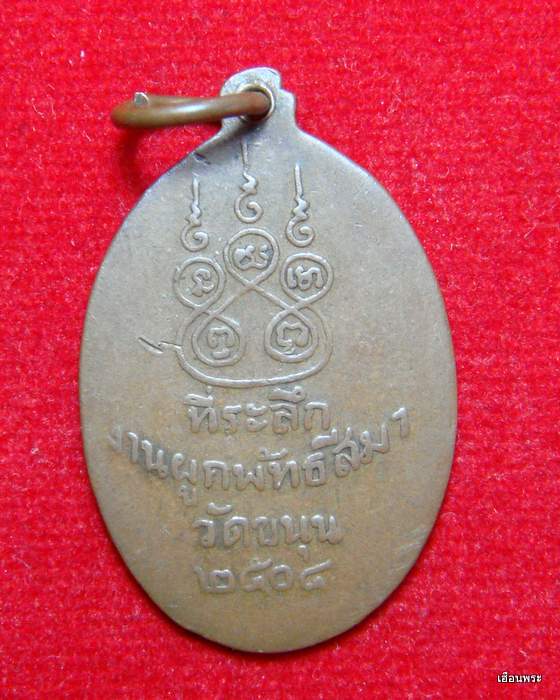 ที่ระลึก
งานผูกพัทธสีมา
วัดขนุน
๒๕๐๔
เฮือนพระ